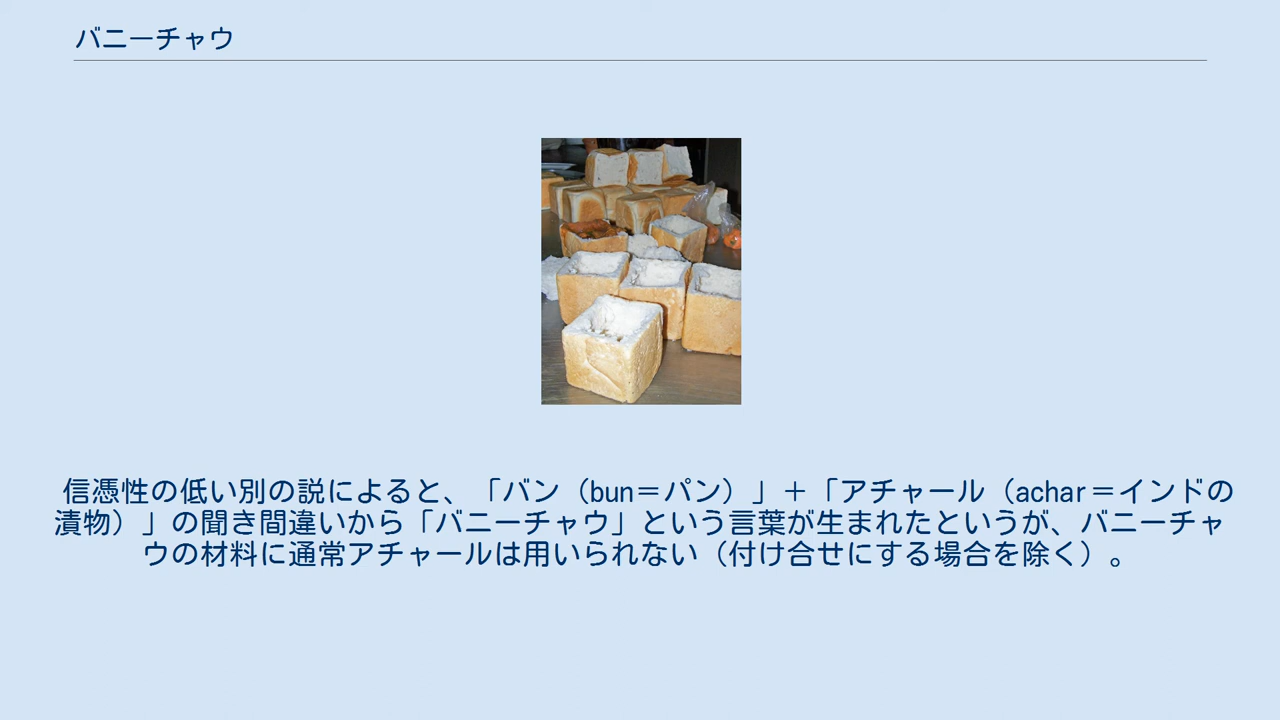 バニーチャウ
信憑性の低い別の説によると、「バン（bun＝パン）」＋「アチャール（achar＝インドの
漬物）」の聞き間違いから「バニーチャウ」という言葉が生まれたというが、バニーチャ
ウの材料に通常アチャールは用いられない（付け合せにする場合を除く）。